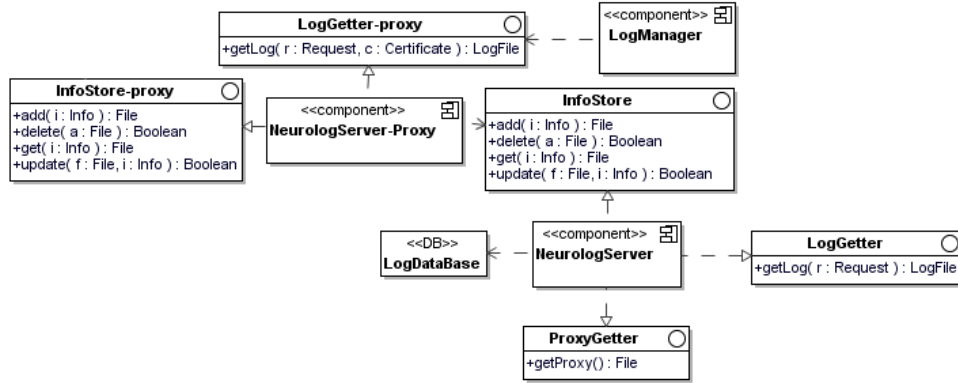 LogGetter-proxy
+getLog( r : Request, c : Certificate ) : LogFile
<<component>>
LogManager
InfoStore-proxy
+add( i : Info ) : File
+delete( a : File ) : Boolean
+get( i : Info ) : File
+update( f : File, i : Info ) : Boolean
<<component>>
NeurologServer-Proxy
InfoStore
+add( i : Info ) : File
+delete( a : File ) : Boolean
+get( i : Info ) : File
+update( f : File, i : Info ) : Boolean
<<DB>>
LogDataBase
<<component>>
NeurologServer
LogGetter
+getLog( r : Request ) : LogFile
ProxyGetter
+getProxy() : File